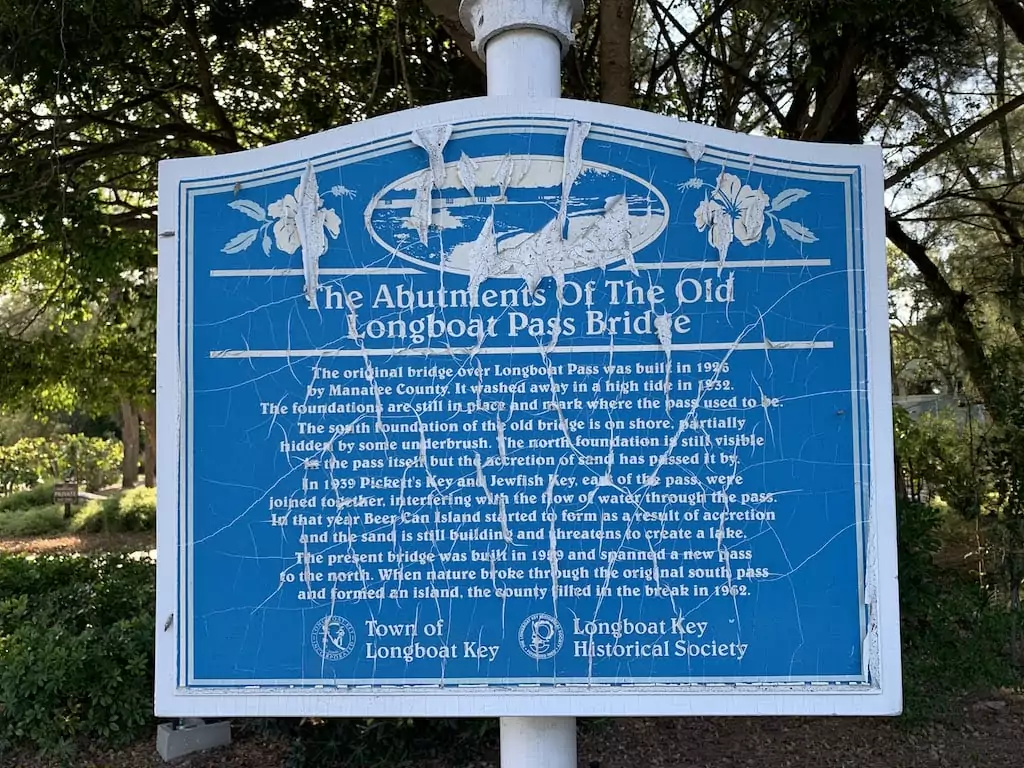 The Abutments Of The Old
Longboat Pass Bridge
The original bridge over Longboat Pass was built in 1926
by Manatee County. It washed away in a high tide in 1932.
The foundations are still in place and mark where the pass used to be.
The south foundation of the old bridge is on shore, partially
hidden by some underbrush. The north foundation is still visible
in the pass itself but the accretion of sand has passed it by.
In 1939 Pickett's Key and Jewfish Key, east of the pass, were
joined together, interfering with the flow of water through the pass.
In that year Beer Can Island started to form as a result of accretion
and the sand is still building and threatens to create a lake.
The present bridge was built in and spanned a new pass
to the north. When nature broke through the original south pass
and formed an island, the county filled in the break in 1962.
Town of
Longboat Key
Longboat Key
Historical Society
PRIVATE